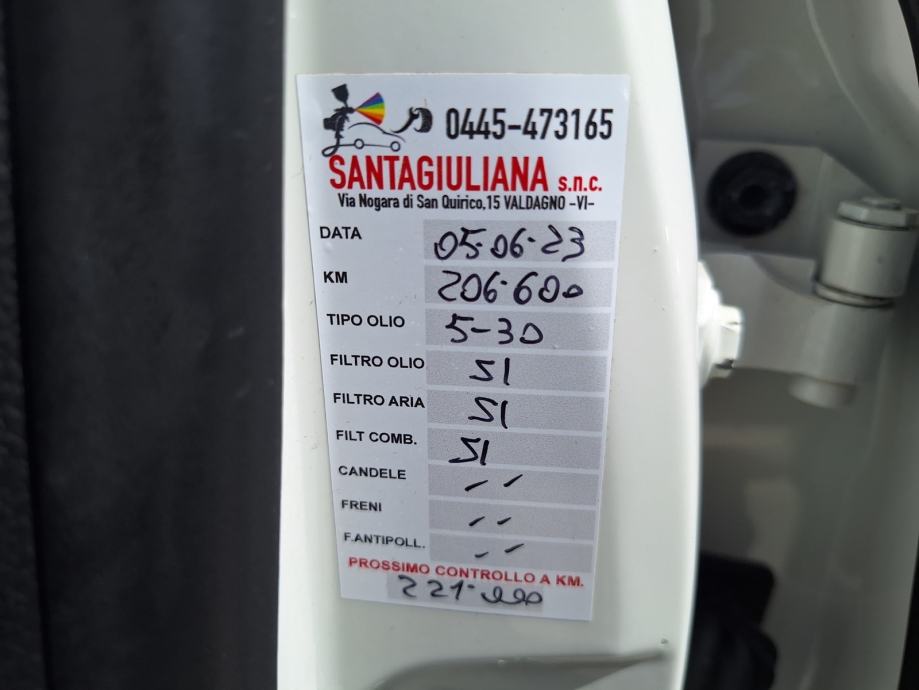 0445-473165
SANTAGIULIANA s.n.c.
Via Nogara di San Quirico,15 VALDAGNO -VI-
DATA 05-06-23
KM 206-600
TIPO OLIO 5-30
FILTRO OLIO SI
FILTRO ARIA SI
FILT COMB. SI
CANDELE - -
FRENI - -
F.ANTIPOLL. - -
PROSSIMO CONTROLLO A KM.
221-000